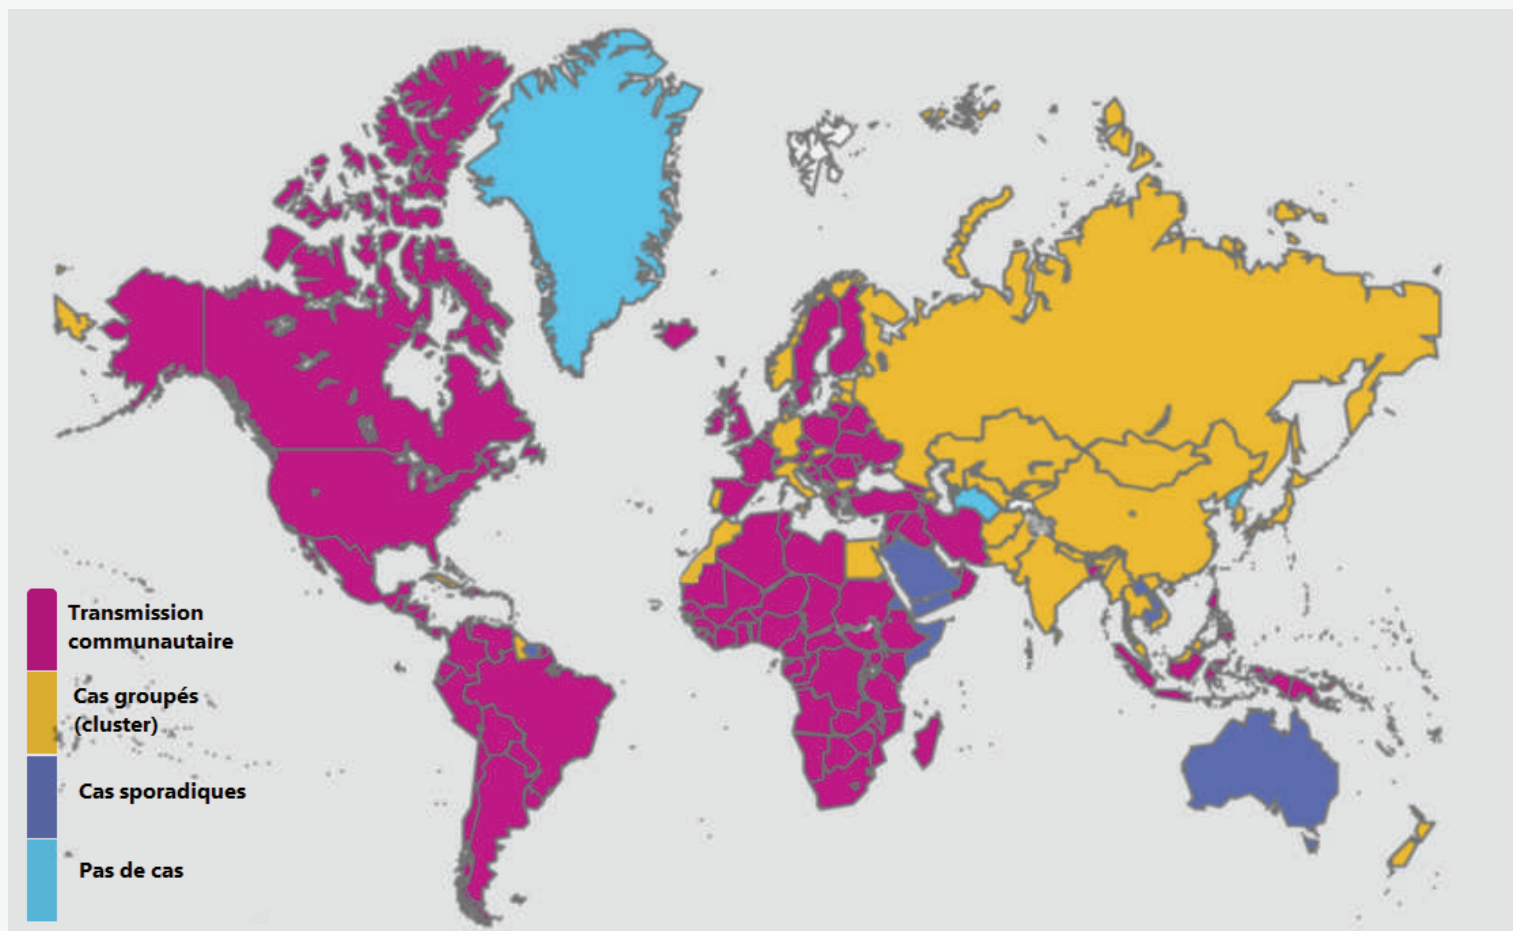 Transmission
communautaire
Cas groupés
(cluster)
Cas sporadiques
Pas de cas